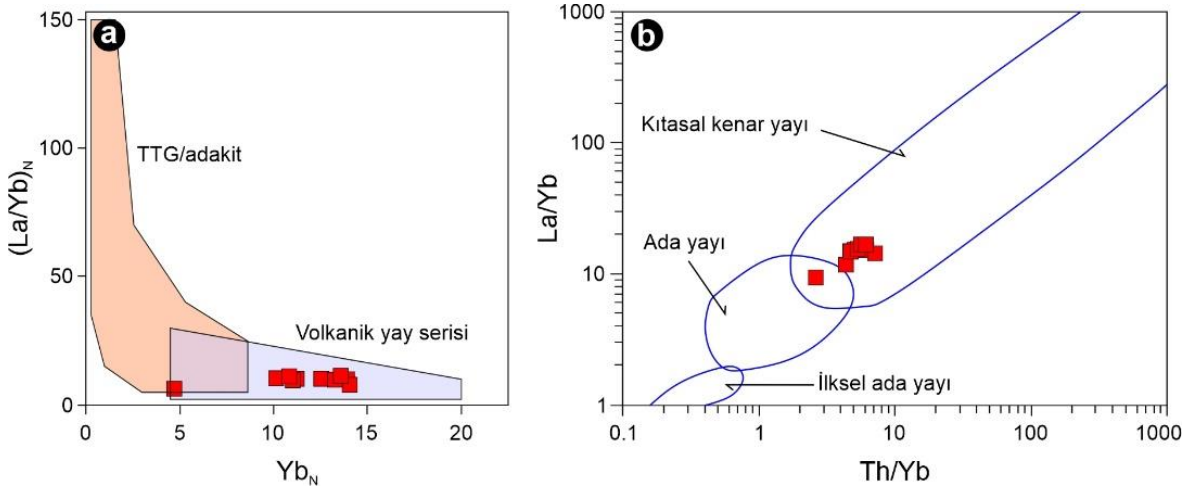 a
150
100
50
0
(La/Yb)N
TTG/adakit
Volkanik yay serisi
0 5 10 15 20
YbN
b
1000
100
10
1
La/Yb
Kıtasal kenar yayı
Ada yayı
İlksel ada yayı
0.1 1 10 100 1000
Th/Yb